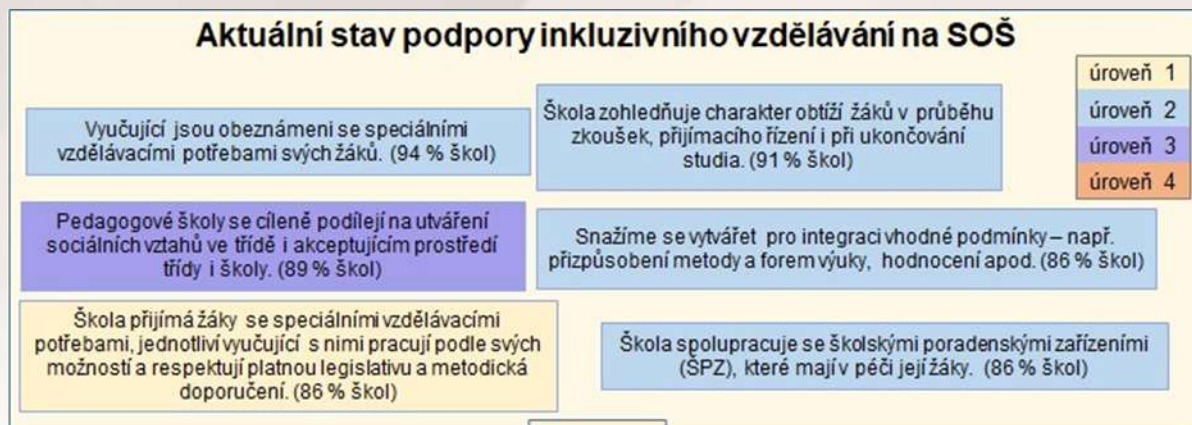 Aktuální stav podpory inkluzivního vzdělávání na SOŠ
úroveň 1
úroveň 2
úroveň 3
úroveň 4
Vyučující jsou obeznámeni se speciálními
vzdělávacími potřebami svých žáků. (94 % škol)
Škola zohledňuje charakter obtíží žáků v průběhu
zkoušek, přijímacího řízení i při ukončování
studia. (91 % škol)
Pedagogové školy se cíleně podílejí na utváření
sociálních vztahů ve třídě i akceptujícím prostředí
třídy i školy. (89 % škol)
Snažíme se vytvářet pro integraci vhodné podmínky – např.
přizpůsobení metody a forem výuky, hodnocení apod. (86 % škol)
Škola přijímá žáky se speciálními vzdělávacími
potřebami, jednotliví vyučující s nimi pracují podle svých
možností a respektují platnou legislativu a metodická
doporučení. (86 % škol)
Škola spolupracuje se školskými poradenskými zařízeními
(ŠPZ), které mají v péči její žáky. (86 % škol)